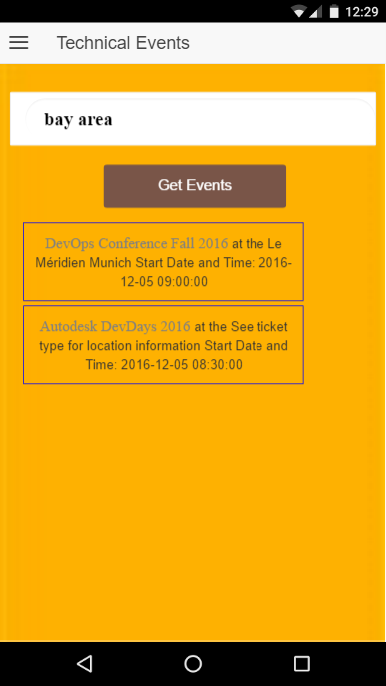 12:29
Technical Events
bay area
Get Events
DevOps Conference Fall 2016 at the Le
Méridien Munich Start Date and Time: 2016-
12-05 09:00:00
Autodesk DevDays 2016 at the See ticket
type for location information Start Date and
Time: 2016-12-05 08:30:00